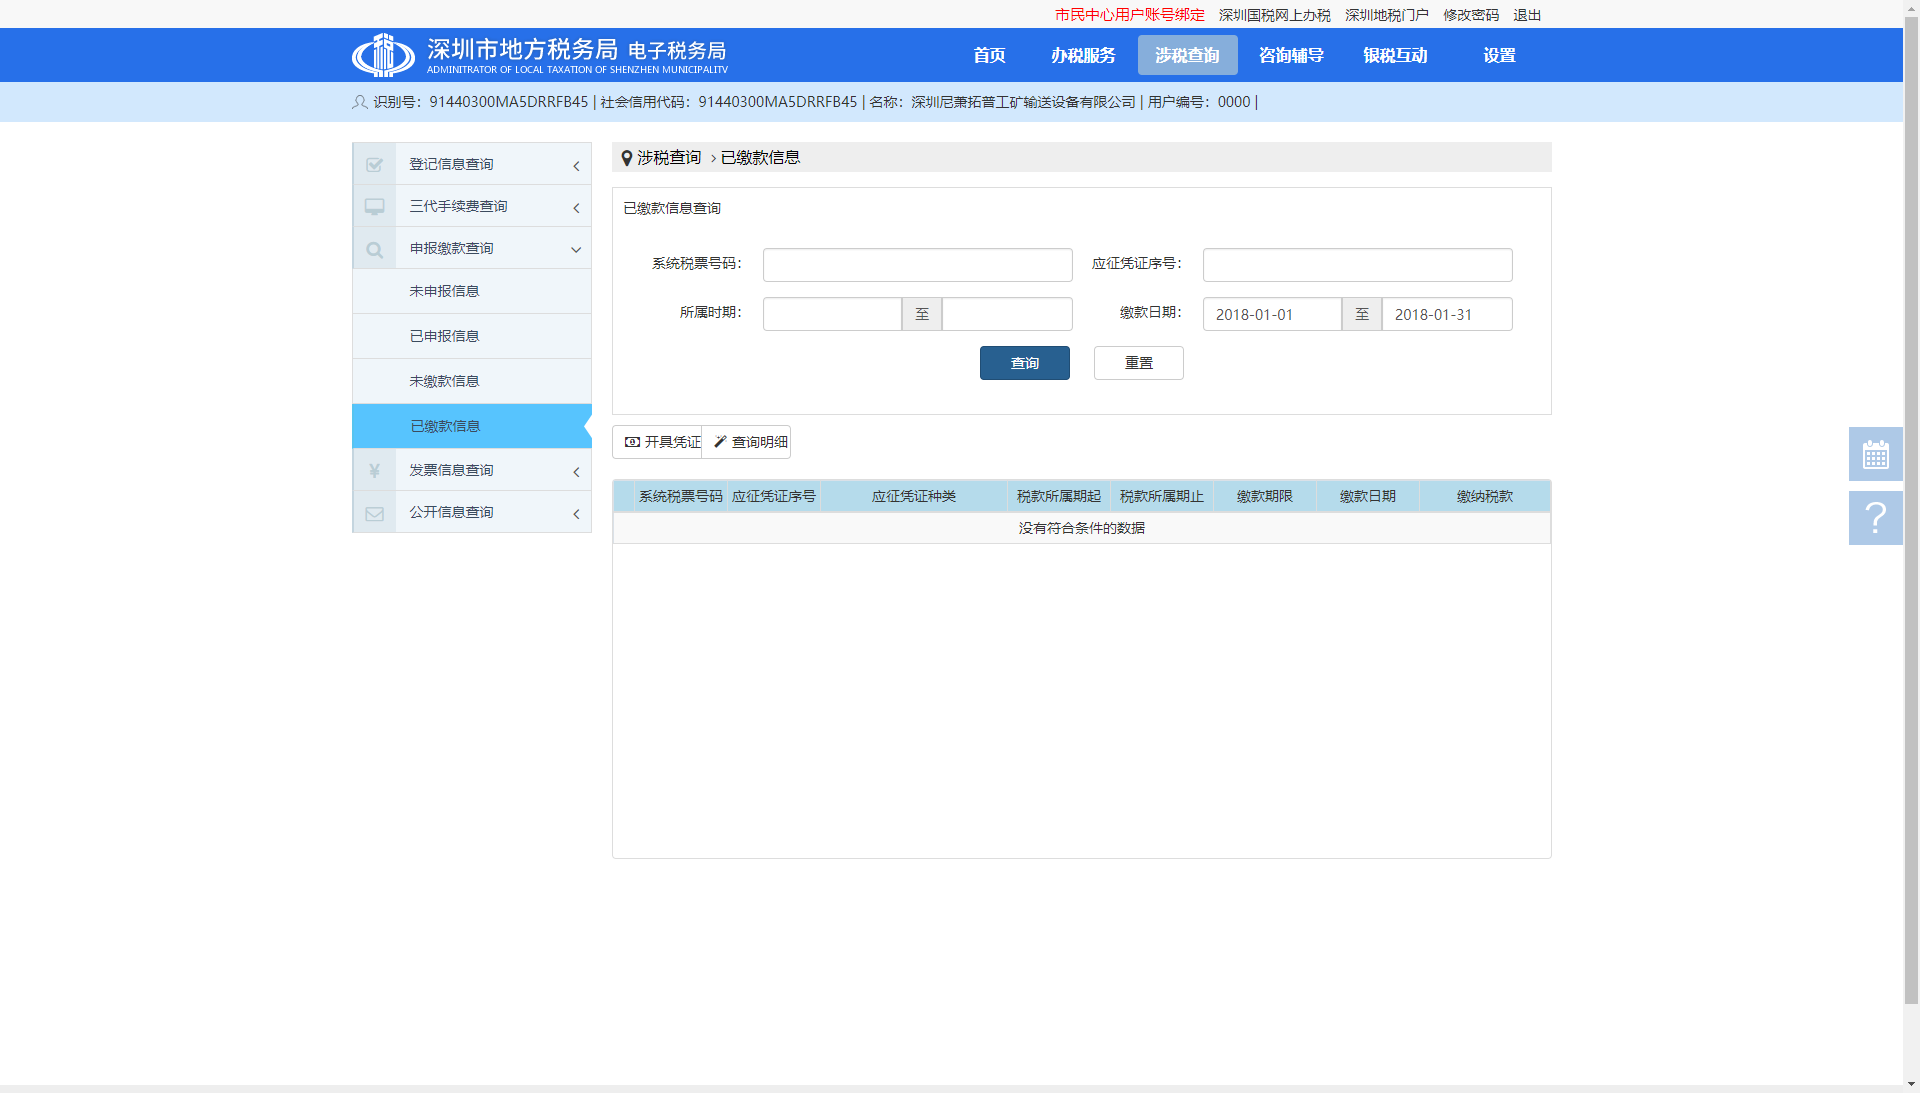 市民中心用户账号绑定 深圳国税网上办税 深圳地税门户 修改密码 退出
深圳市地方税务局 电子税务局
ADMINITRATOR OF LOCAL TAXATION OF SHENZHEN MUNICIPALITV
首页 办税服务 涉税查询 咨询辅导 银税互动 设置
识别号：91440300MA5DRRFB45 | 社会信用代码：91440300MA5DRRFB45 | 名称：深圳尼萧拓普工矿输送设备有限公司 | 用户编号：0000 |
登记信息查询
三代手续费查询
申报缴款查询
未申报信息
已申报信息
未缴款信息
已缴款信息
发票信息查询
公开信息查询
涉税查询 > 已缴款信息
已缴款信息查询
系统税票号码： 应征凭证序号：
所属时期： 至 缴款日期： 2018-01-01 至 2018-01-31
查询 重置
开具凭证 查询明细
系统税票号码 应征凭证序号 应征凭证种类 税款所属期起 税款所属期止 缴款期限 缴款日期 缴纳税款
没有符合条件的数据